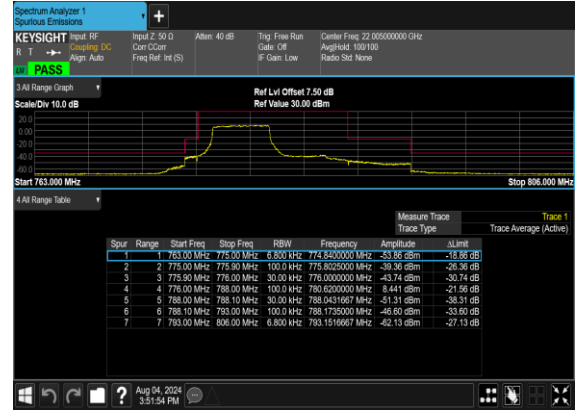 Spectrum Analyzer 1
Spurious Emissions
+
KEYSIGHT Input: RF Input Z: 50 Ω Atten: 40 dB Trig: Free Run Center Freq: 22.005000000 GHz
R T Coupling: DC Corr CCorr Gate: Off Avg|Hold: 100/100
Align: Auto Freq Ref: Int (S) IF Gain: Low Radio Std: None
PASS
3 All Range Graph
Ref Lvl Offset 7.50 dB
Scale/Div 10.0 dB Ref Value 30.00 dBm
20.0
0.00
-20.0
-40.0
-60.0
Start 763.000 MHz Stop 806.000 MHz
4 All Range Table
Measure Trace Trace 1
Trace Type Trace Average (Active)
Spur Range Start Freq Stop Freq RBW Frequency Amplitude ΔLimit
1 1 763.00 MHz 775.00 MHz 6.800 kHz 774.8400000 MHz -53.86 dBm -18.86 dB
2 2 775.00 MHz 775.90 MHz 100.0 kHz 775.8025000 MHz -39.36 dBm -26.36 dB
3 3 775.90 MHz 776.00 MHz 30.00 kHz 776.0000000 MHz -43.74 dBm -30.74 dB
4 4 776.00 MHz 788.00 MHz 100.0 kHz 780.6200000 MHz 8.441 dBm -21.56 dB
5 5 788.00 MHz 788.10 MHz 30.00 kHz 788.0431667 MHz -51.31 dBm -38.31 dB
6 6 788.10 MHz 793.00 MHz 100.0 kHz 788.1735000 MHz -46.60 dBm -33.60 dB
7 7 793.00 MHz 806.00 MHz 6.800 kHz 793.1516667 MHz -62.13 dBm -27.13 dB
?
Aug 04, 2024
3:51:54 PM